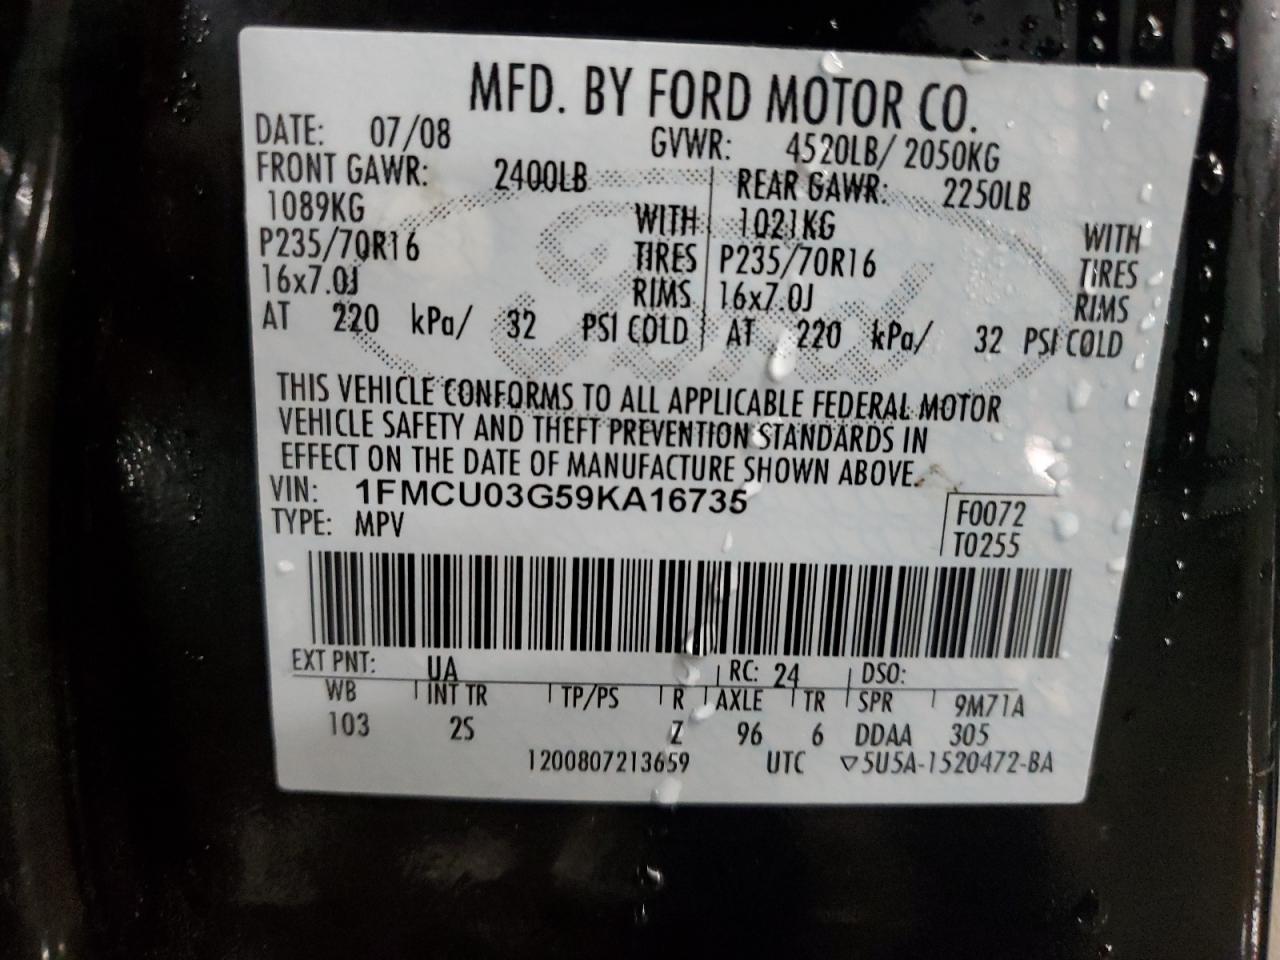 MFD. BY FORD MOTOR CO.
DATE: 07/08 GVWR: 4520LB/ 2050KG
FRONT GAWR: 2400LB REAR GAWR: 2250LB
1089KG WITH 1021KG WITH
P235/70R16 TIRES P235/70R16 TIRES
16x7.0J RIMS 16x7.0J RIMS
AT 220 kPa/ 32 PSI COLD AT 220 kPa/ 32 PSI COLD
THIS VEHICLE CONFORMS TO ALL APPLICABLE FEDERAL MOTOR
VEHICLE SAFETY AND THEFT PREVENTION STANDARDS IN
EFFECT ON THE DATE OF MANUFACTURE SHOWN ABOVE.
VIN: 1FMCU03G59KA16735 F0072
TYPE: MPV T0255
EXT PNT: UA RC: 24 DSO:
WB INT TR TP/PS R AXLE TR SPR 9M71A
103 2S Z 96 6 DDAA 305
1200807213659 UTC ▽5U5A-1520472-BA